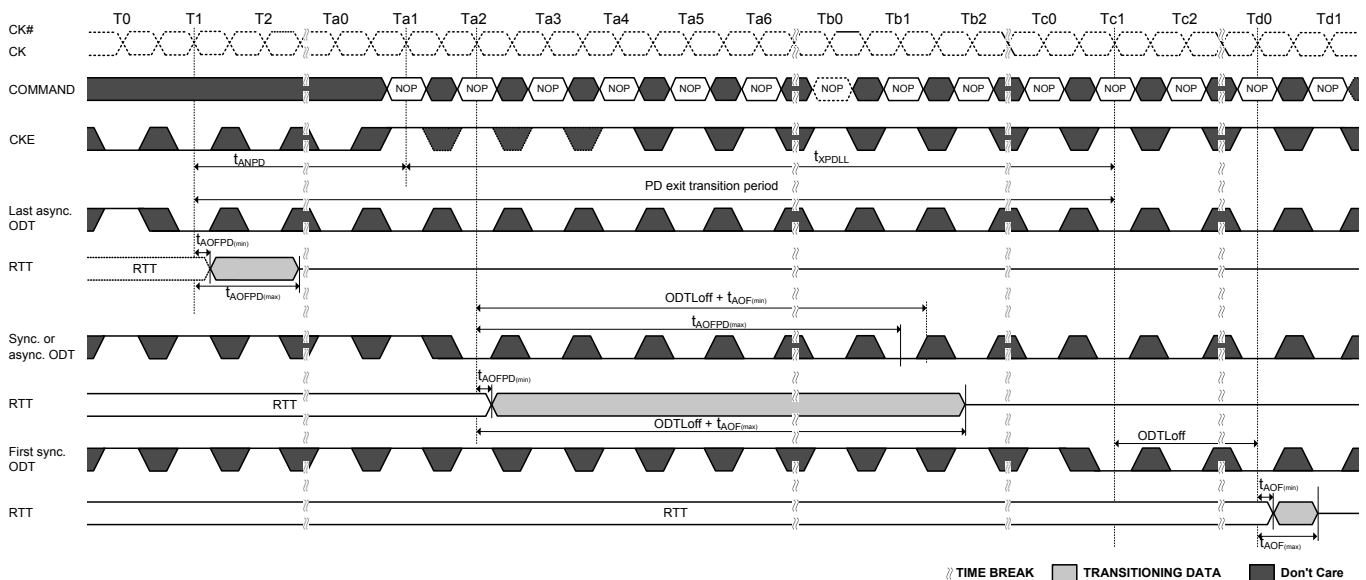 T0 T1 T2 Ta0 Ta1 Ta2 Ta3 Ta4 Ta5 Ta6 Tb0 Tb1 Tb2 Tc0 Tc1 Tc2 Td0 Td1
CK#
CK
COMMAND NOP NOP NOP NOP NOP NOP NOP NOP NOP NOP NOP NOP NOP NOP
CKE
tANPD tXPDLL
PD exit transition period
Last async.
ODT
tAOFPD(min)
RTT RTT
tAOFPD(max)
ODTLoff + tAOF(min)
tAOFPD(max)
Sync. or
async. ODT
tAOFPD(min)
RTT RTT
ODTLoff + tAOF(max)
First sync.
ODT
ODTLoff
tAOF(min)
RTT RTT
tAOF(max)
TIME BREAK TRANSITIONING DATA Don't Care